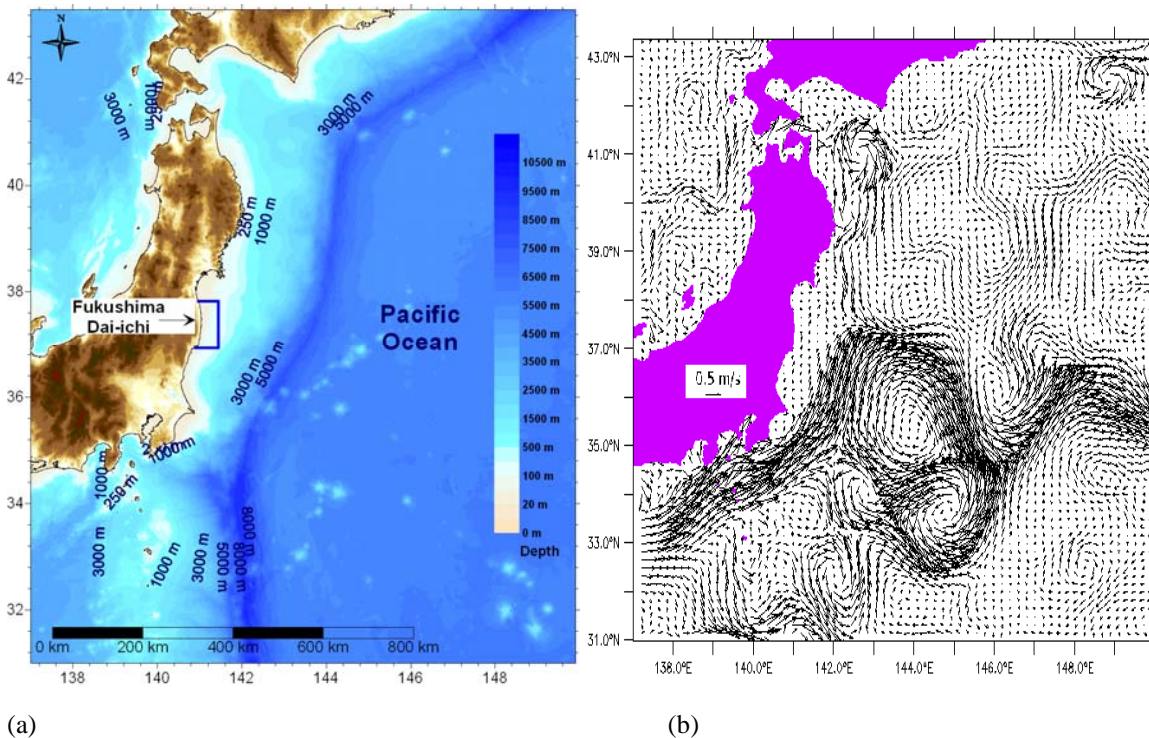 N
42
40
38
36
34
32
3000 m
1000 m
3000 m
5000 m
250 m
1000 m
Fukushima
Dai-ichi
Pacific
Ocean
3000 m
5000 m
1000 m
1000 m
250 m
3000 m
1000 m
3000 m
5000 m
8000 m
8000 m
10500 m
9500 m
8500 m
7500 m
6500 m
5500 m
4500 m
3500 m
2500 m
1500 m
500 m
100 m
20 m
0 m
Depth
0 km
200 km
400 km
600 km
800 km
138
140
142
144
146
148
(a)
43.0°N
41.0°N
39.0°N
37.0°N
35.0°N
33.0°N
31.0°N
0.5 m/s
138.0°E
140.0°E
142.0°E
144.0°E
146.0°E
148.0°E
(b)